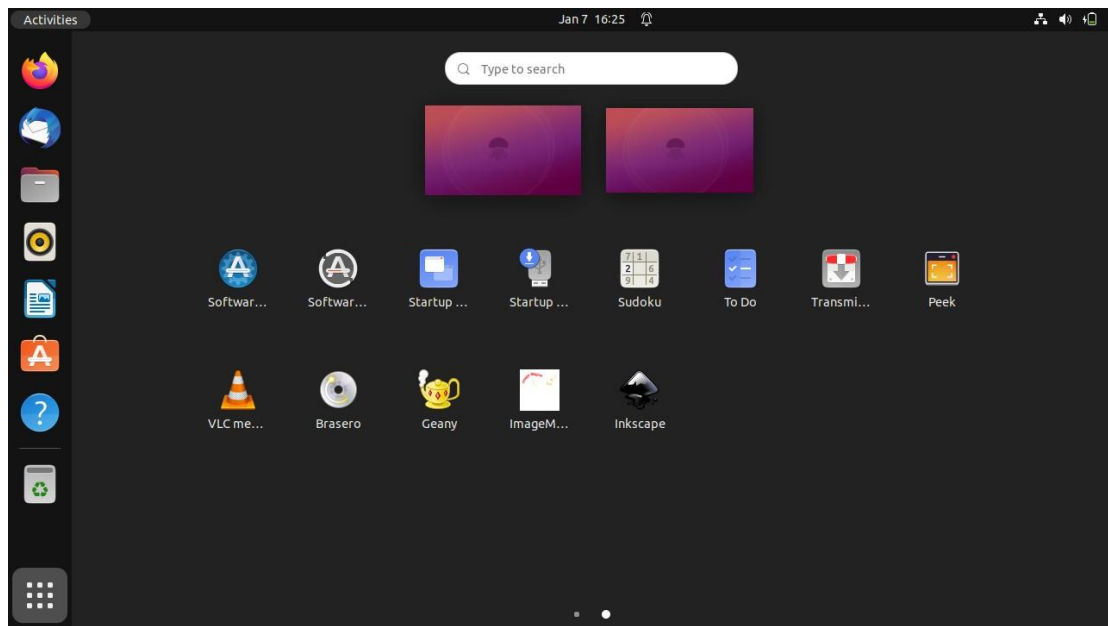 Activities
Jan 7 16:25
Type to search
Softwar...
Softwar...
Startup ...
Startup ...
Sudoku
To Do
Transmi...
Peek
VLC me...
Brasero
Geany
ImageM...
Inkscape